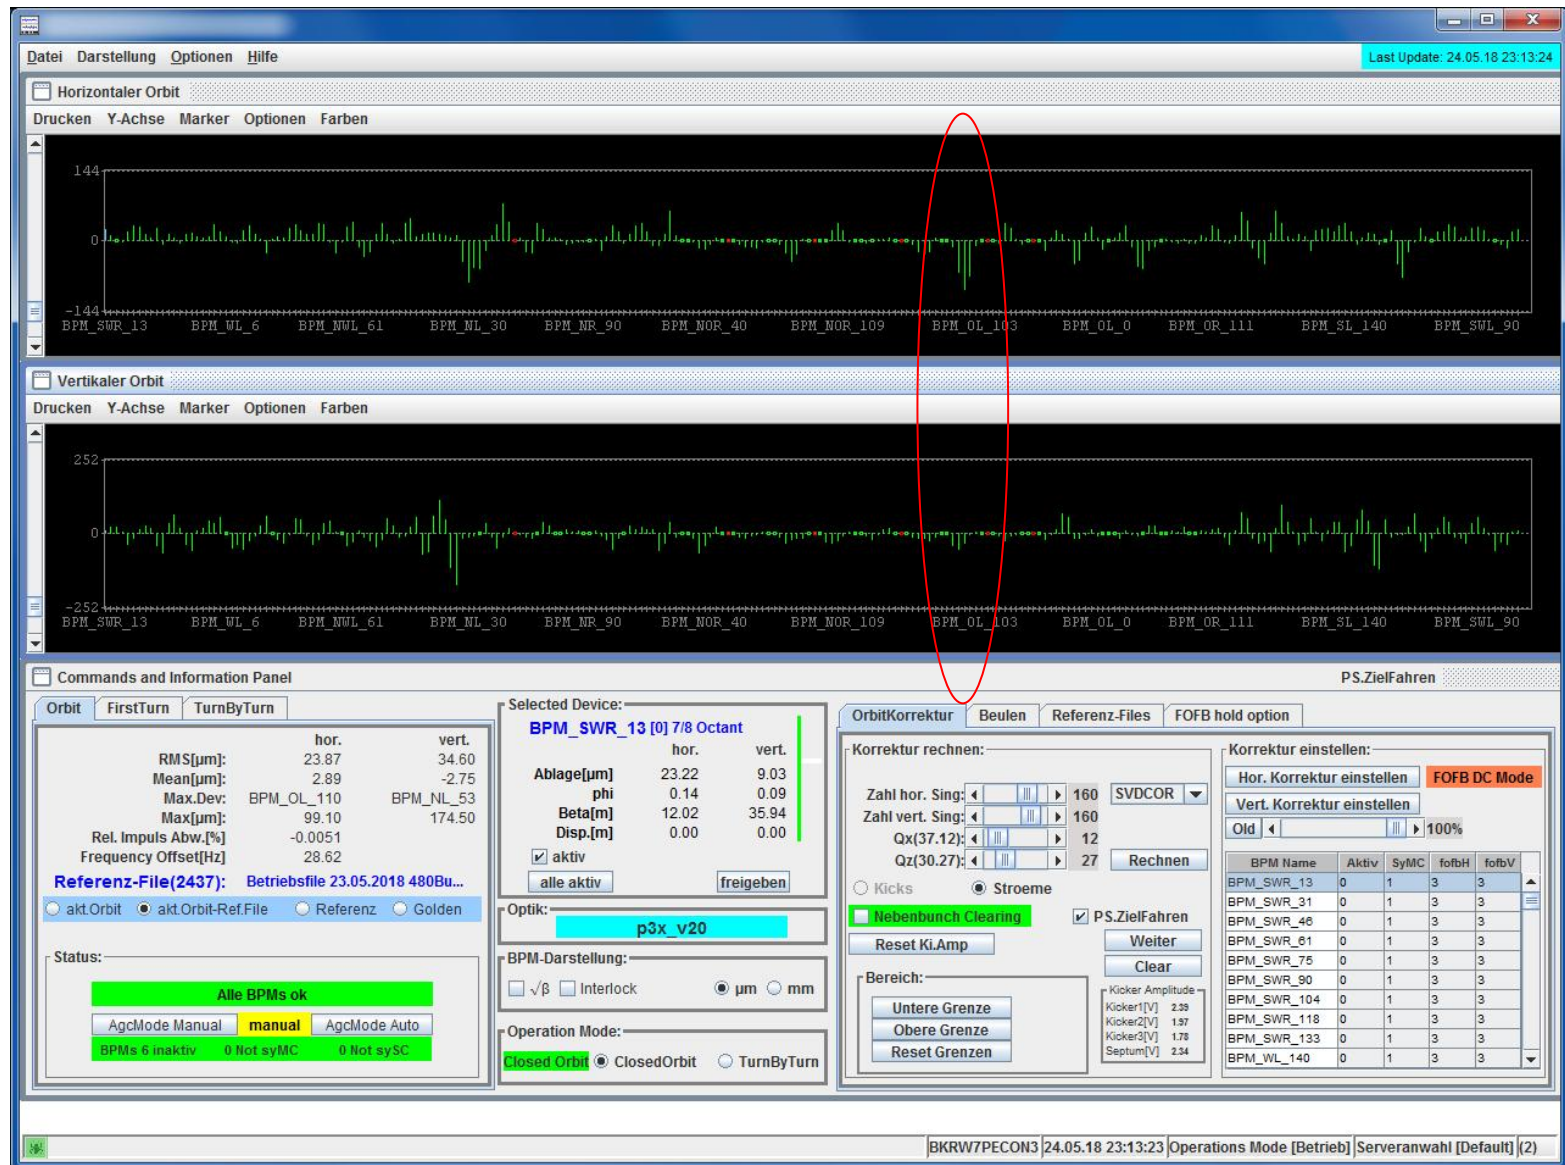 Datei Darstellung Optionen Hilfe
Last Update: 24.05.18 23:13:24
Horizontaler Orbit
Drucken Y-Achse Marker Optionen Farben
144
0
-144
BPM_SWR_13 BPM_WL_6 BPM_NWL_61 BPM_NL_30 BPM_NR_90 BPM_NOR_40 BPM_NOR_109 BPM_OL_103 BPM_OL_0 BPM_OR_111 BPM_SL_140 BPM_SWL_90
Vertikaler Orbit
Drucken Y-Achse Marker Optionen Farben
252
0
-252
BPM_SWR_13 BPM_WL_6 BPM_NWL_61 BPM_NL_30 BPM_NR_90 BPM_NOR_40 BPM_NOR_109 BPM_OL_103 BPM_OL_0 BPM_OR_111 BPM_SL_140 BPM_SWL_90
Commands and Information Panel
PS.ZielFahren
Orbit FirstTurn TurnByTurn
hor. vert.
RMS[µm]: 23.87 34.60
Mean[µm]: 2.89 -2.75
Max.Dev: BPM_OL_110 BPM_NL_53
Max[µm]: 99.10 174.50
Rel. Impuls Abw.[%] -0.0051
Frequency Offset[Hz] 28.62
Referenz-File(2437): Betriebsfile 23.05.2018 480Bu...
akt.Orbit akt.Orbit-Ref.File Referenz Golden
Status:
Alle BPMs ok
AgcMode Manual manual AgcMode Auto
BPMs 6 inaktiv 0 Not syMC 0 Not sySC
Selected Device:
BPM_SWR_13 [0] 7/8 Octant
hor. vert.
Ablage[µm] 23.22 9.03
phi 0.14 0.09
Beta[m] 12.02 35.94
Disp.[m] 0.00 0.00
aktiv
alle aktiv freigeben
Optik:
p3x_v20
BPM-Darstellung:
√β Interlock µm mm
Operation Mode:
Closed Orbit ClosedOrbit TurnByTurn
OrbitKorrektur Beulen Referenz-Files FOFB hold option
Korrektur rechnen:
Zahl hor. Sing: 160 SVDCOR
Zahl vert. Sing: 160
Qx(37.12): 12
Qz(30.27): 27 Rechnen
Kicks Stroeme
Nebenbunch Clearing PS.ZielFahren
Reset Ki.Amp Weiter
Clear
Bereich:
Untere Grenze
Obere Grenze
Reset Grenzen
Kicker Amplitude
Kicker1[V] 2.39
Kicker2[V] 1.97
Kicker3[V] 1.78
Septum[V] 2.34
Korrektur einstellen:
Hor. Korrektur einstellen FOFB DC Mode
Vert. Korrektur einstellen
Old 100%
BPM Name Aktiv SyMC fofbH fofbV
BPM_SWR_13 0 1 3 3
BPM_SWR_31 0 1 3 3
BPM_SWR_46 0 1 3 3
BPM_SWR_61 0 1 3 3
BPM_SWR_75 0 1 3 3
BPM_SWR_90 0 1 3 3
BPM_SWR_104 0 1 3 3
BPM_SWR_118 0 1 3 3
BPM_SWR_133 0 1 3 3
BPM_WL_140 0 1 3 3
BKRW7PECON3 24.05.18 23:13:23 Operations Mode [Betrieb] Serveranwahl [Default] (2)